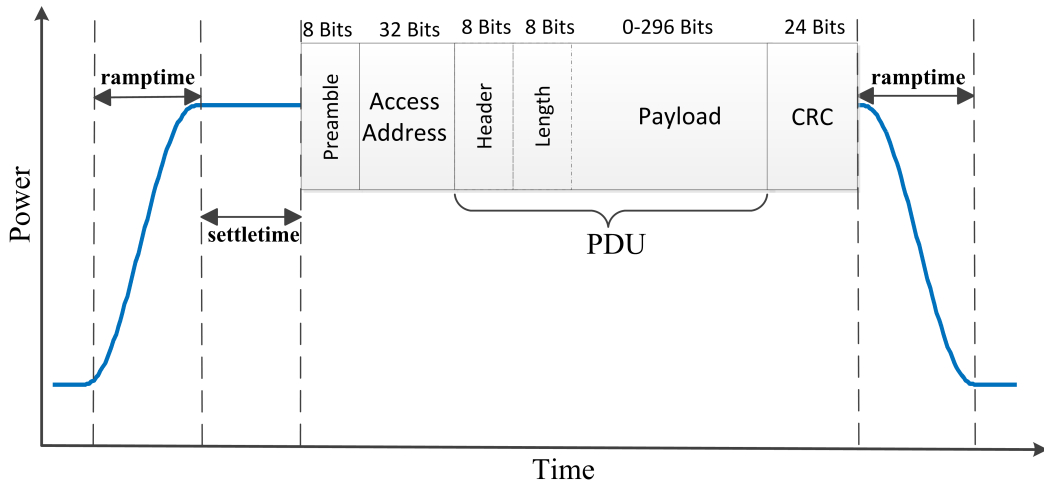 8 Bits
32 Bits
8 Bits
8 Bits
0-296 Bits
24 Bits
ramptime
Preamble
Access
Address
Header
Length
Payload
CRC
ramptime
settletime
PDU
Power
Time